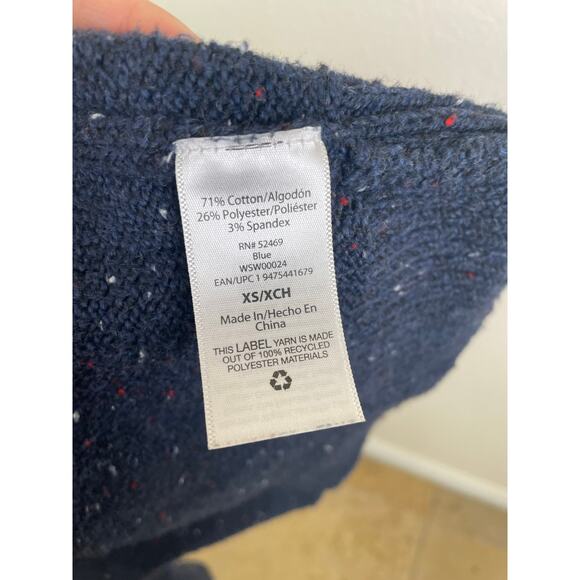 71% Cotton/Algodón
26% Polyester/Poliéster
3% Spandex
RN# 52469
Blue
WSW00024
EAN/UPC 1 9475441679
XS/XCH
Made In/Hecho En
China
THIS LABEL YARN IS MADE
OUT OF 100% RECYCLED
POLYESTER MATERIALS